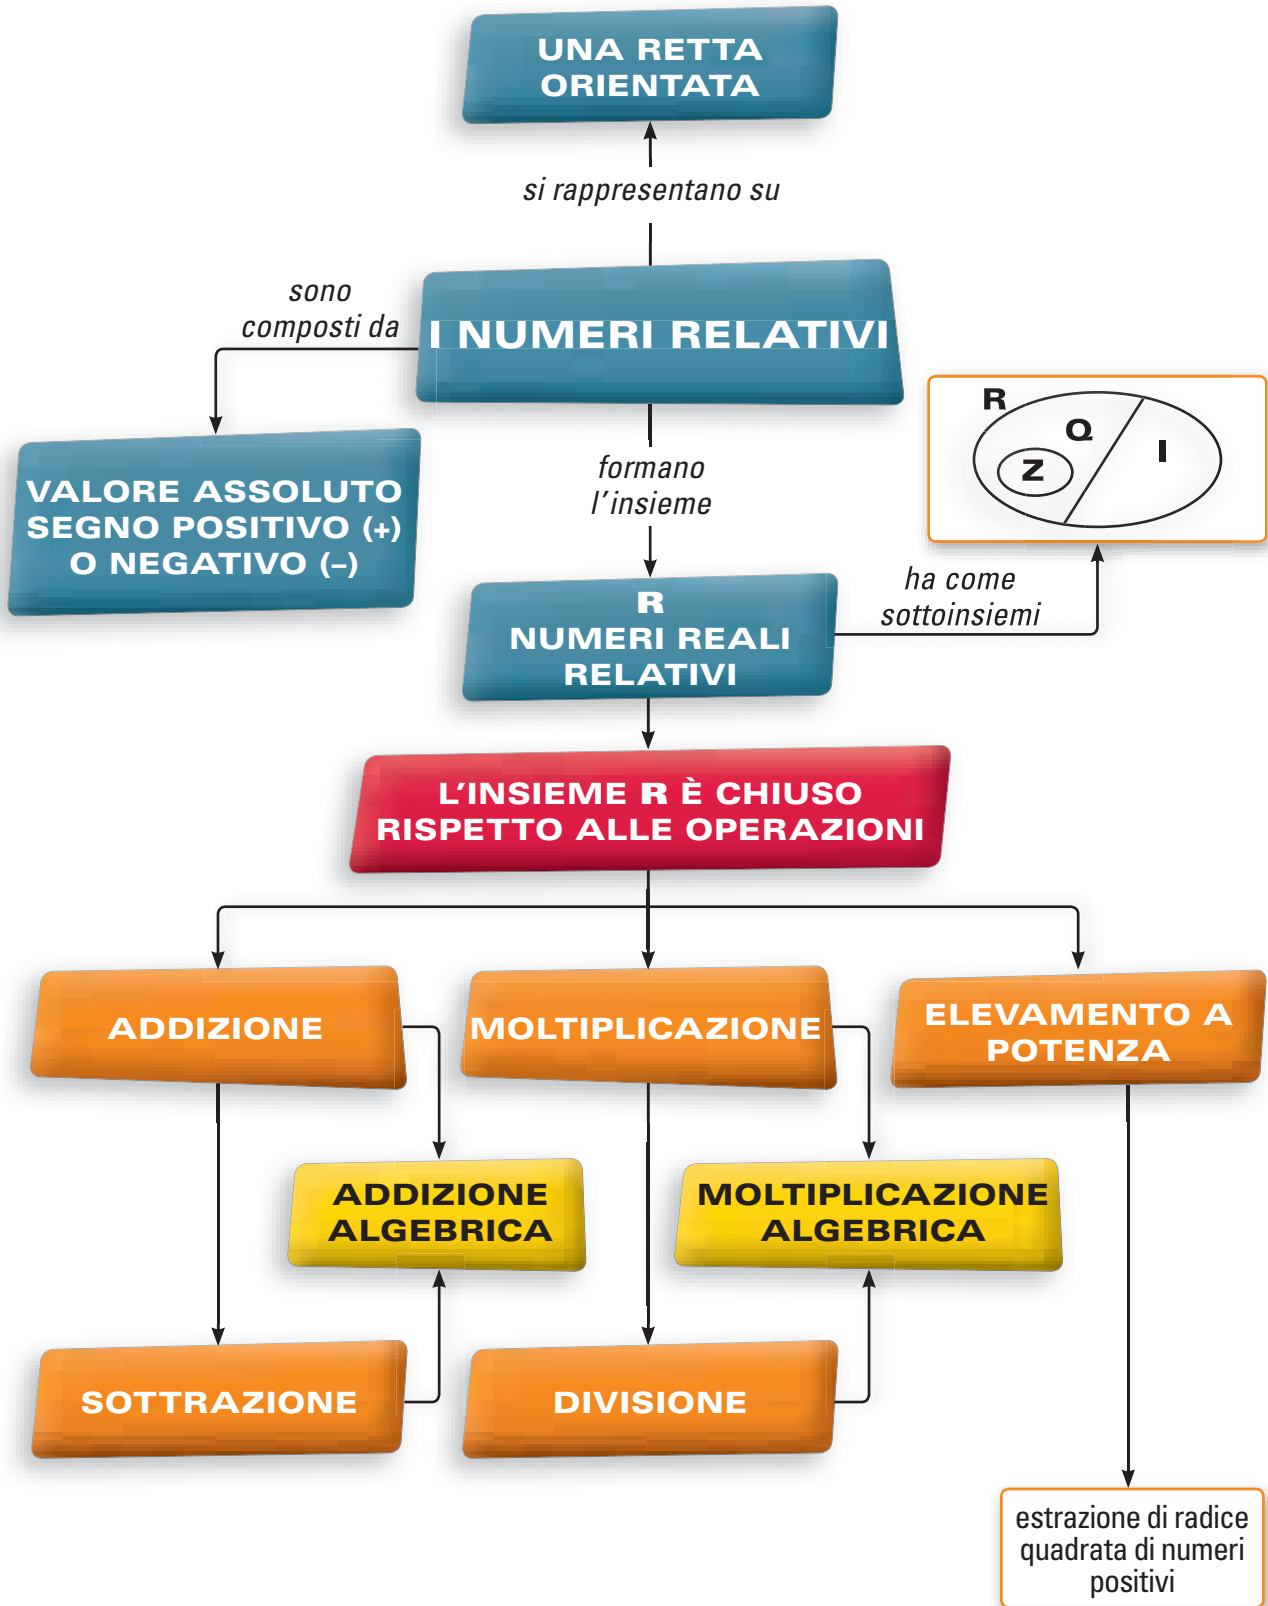 UNA RETTA
ORIENTATA
si rappresentano su
sono
composti da
I NUMERI RELATIVI
R
Q
Z
I
VALORE ASSOLUTO
SEGNO POSITIVO (+)
O NEGATIVO (–)
formano
l'insieme
ha come
sottoinsiemi
R
NUMERI REALI
RELATIVI
L'INSIEME R È CHIUSO
RISPETTO ALLE OPERAZIONI
ADDIZIONE
MOLTIPLICAZIONE
ELEVAMENTO A
POTENZA
ADDIZIONE
ALGEBRICA
MOLTIPLICAZIONE
ALGEBRICA
SOTTRAZIONE
DIVISIONE
estrazione di radice
quadrata di numeri
positivi